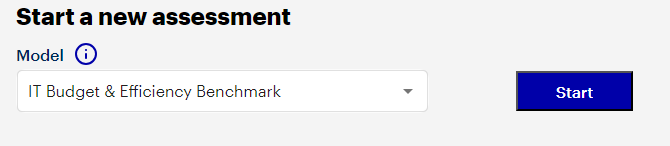 Start a new assessment
Model
IT Budget & Efficiency Benchmark
Start